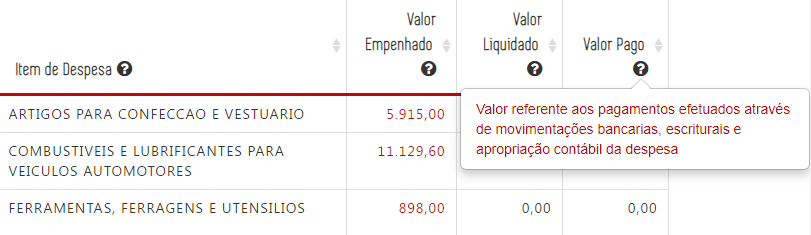 Valor Empenhado
Valor Liquidado
Valor Pago
Item de Despesa
ARTIGOS PARA CONFECCAO E VESTUARIO 5.915,00
Valor referente aos pagamentos efetuados através
de movimentações bancarias, escriturais e
apropriação contábil da despesa
COMBUSTIVEIS E LUBRIFICANTES PARA
VEICULOS AUTOMOTORES 11.129,60
FERRAMENTAS, FERRAGENS E UTENSILIOS 898,00 0,00 0,00